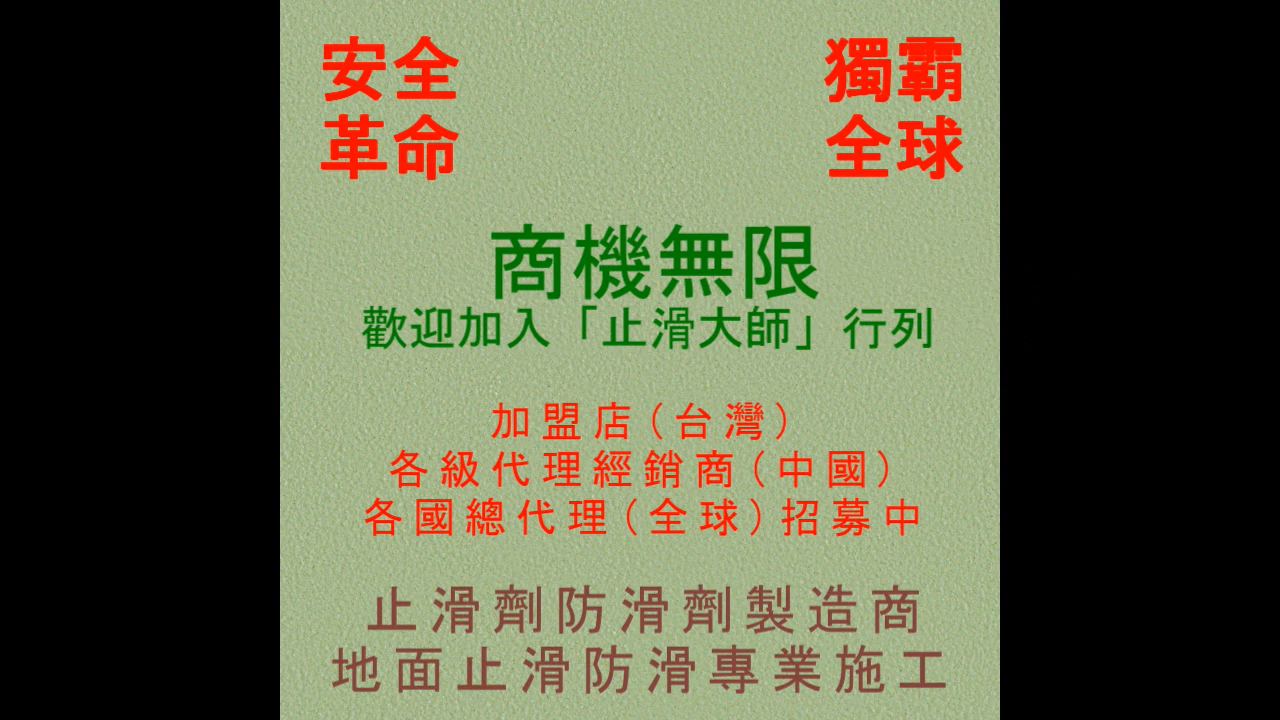 安全
革命
獨霸
全球
商機無限
歡迎加入「止滑大師」行列
加盟店(台灣)
各級代理經銷商(中國)
各國總代理(全球)招募中
止滑劑防滑劑製造商
地面止滑防滑專業施工